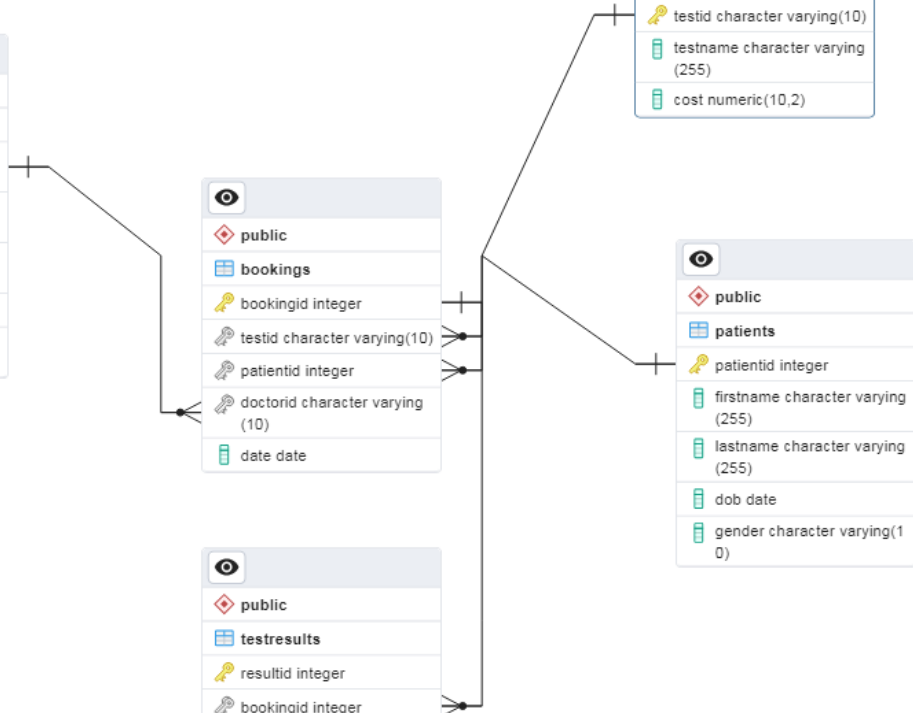 testid character varying(10)
testname character varying
(255)
cost numeric(10,2)
public
bookings
bookingid integer
testid character varying(10)
patientid integer
doctorid character varying
(10)
date date
public
patients
patientid integer
firstname character varying
(255)
lastname character varying
(255)
dob date
gender character varying(1
0)
public
testresults
resultid integer
bookingid integer